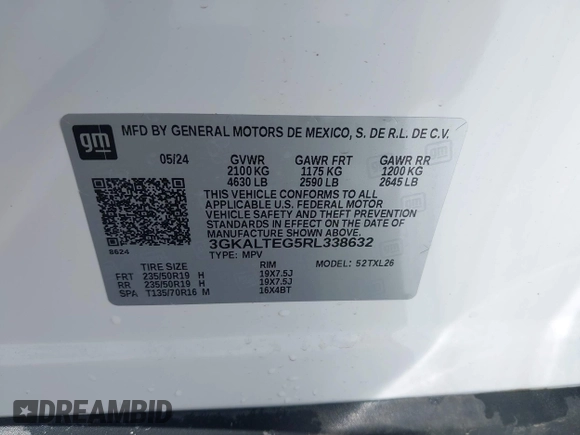 gm
MFD BY GENERAL MOTORS DE MEXICO, S. DE R.L. DE C.V.
05/24 GVWR GAWR FRT GAWR RR
2100 KG 1175 KG 1200 KG
4630 LB 2590 LB 2645 LB
THIS VEHICLE CONFORMS TO ALL
APPLICABLE U.S. FEDERAL MOTOR
VEHICLE SAFETY AND THEFT PREVENTION
STANDARDS IN EFFECT ON THE DATE OF
MANUFACTURE SHOWN ABOVE.
8624
3GKALTEG5RL338632
TYPE: MPV
TIRE SIZE RIM MODEL: 52TXL26
FRT 235/50R19 H 19X7.5J
RR 235/50R19 H 19X7.5J
SPA T135/70R16 M 16X4BT
DREAMBID